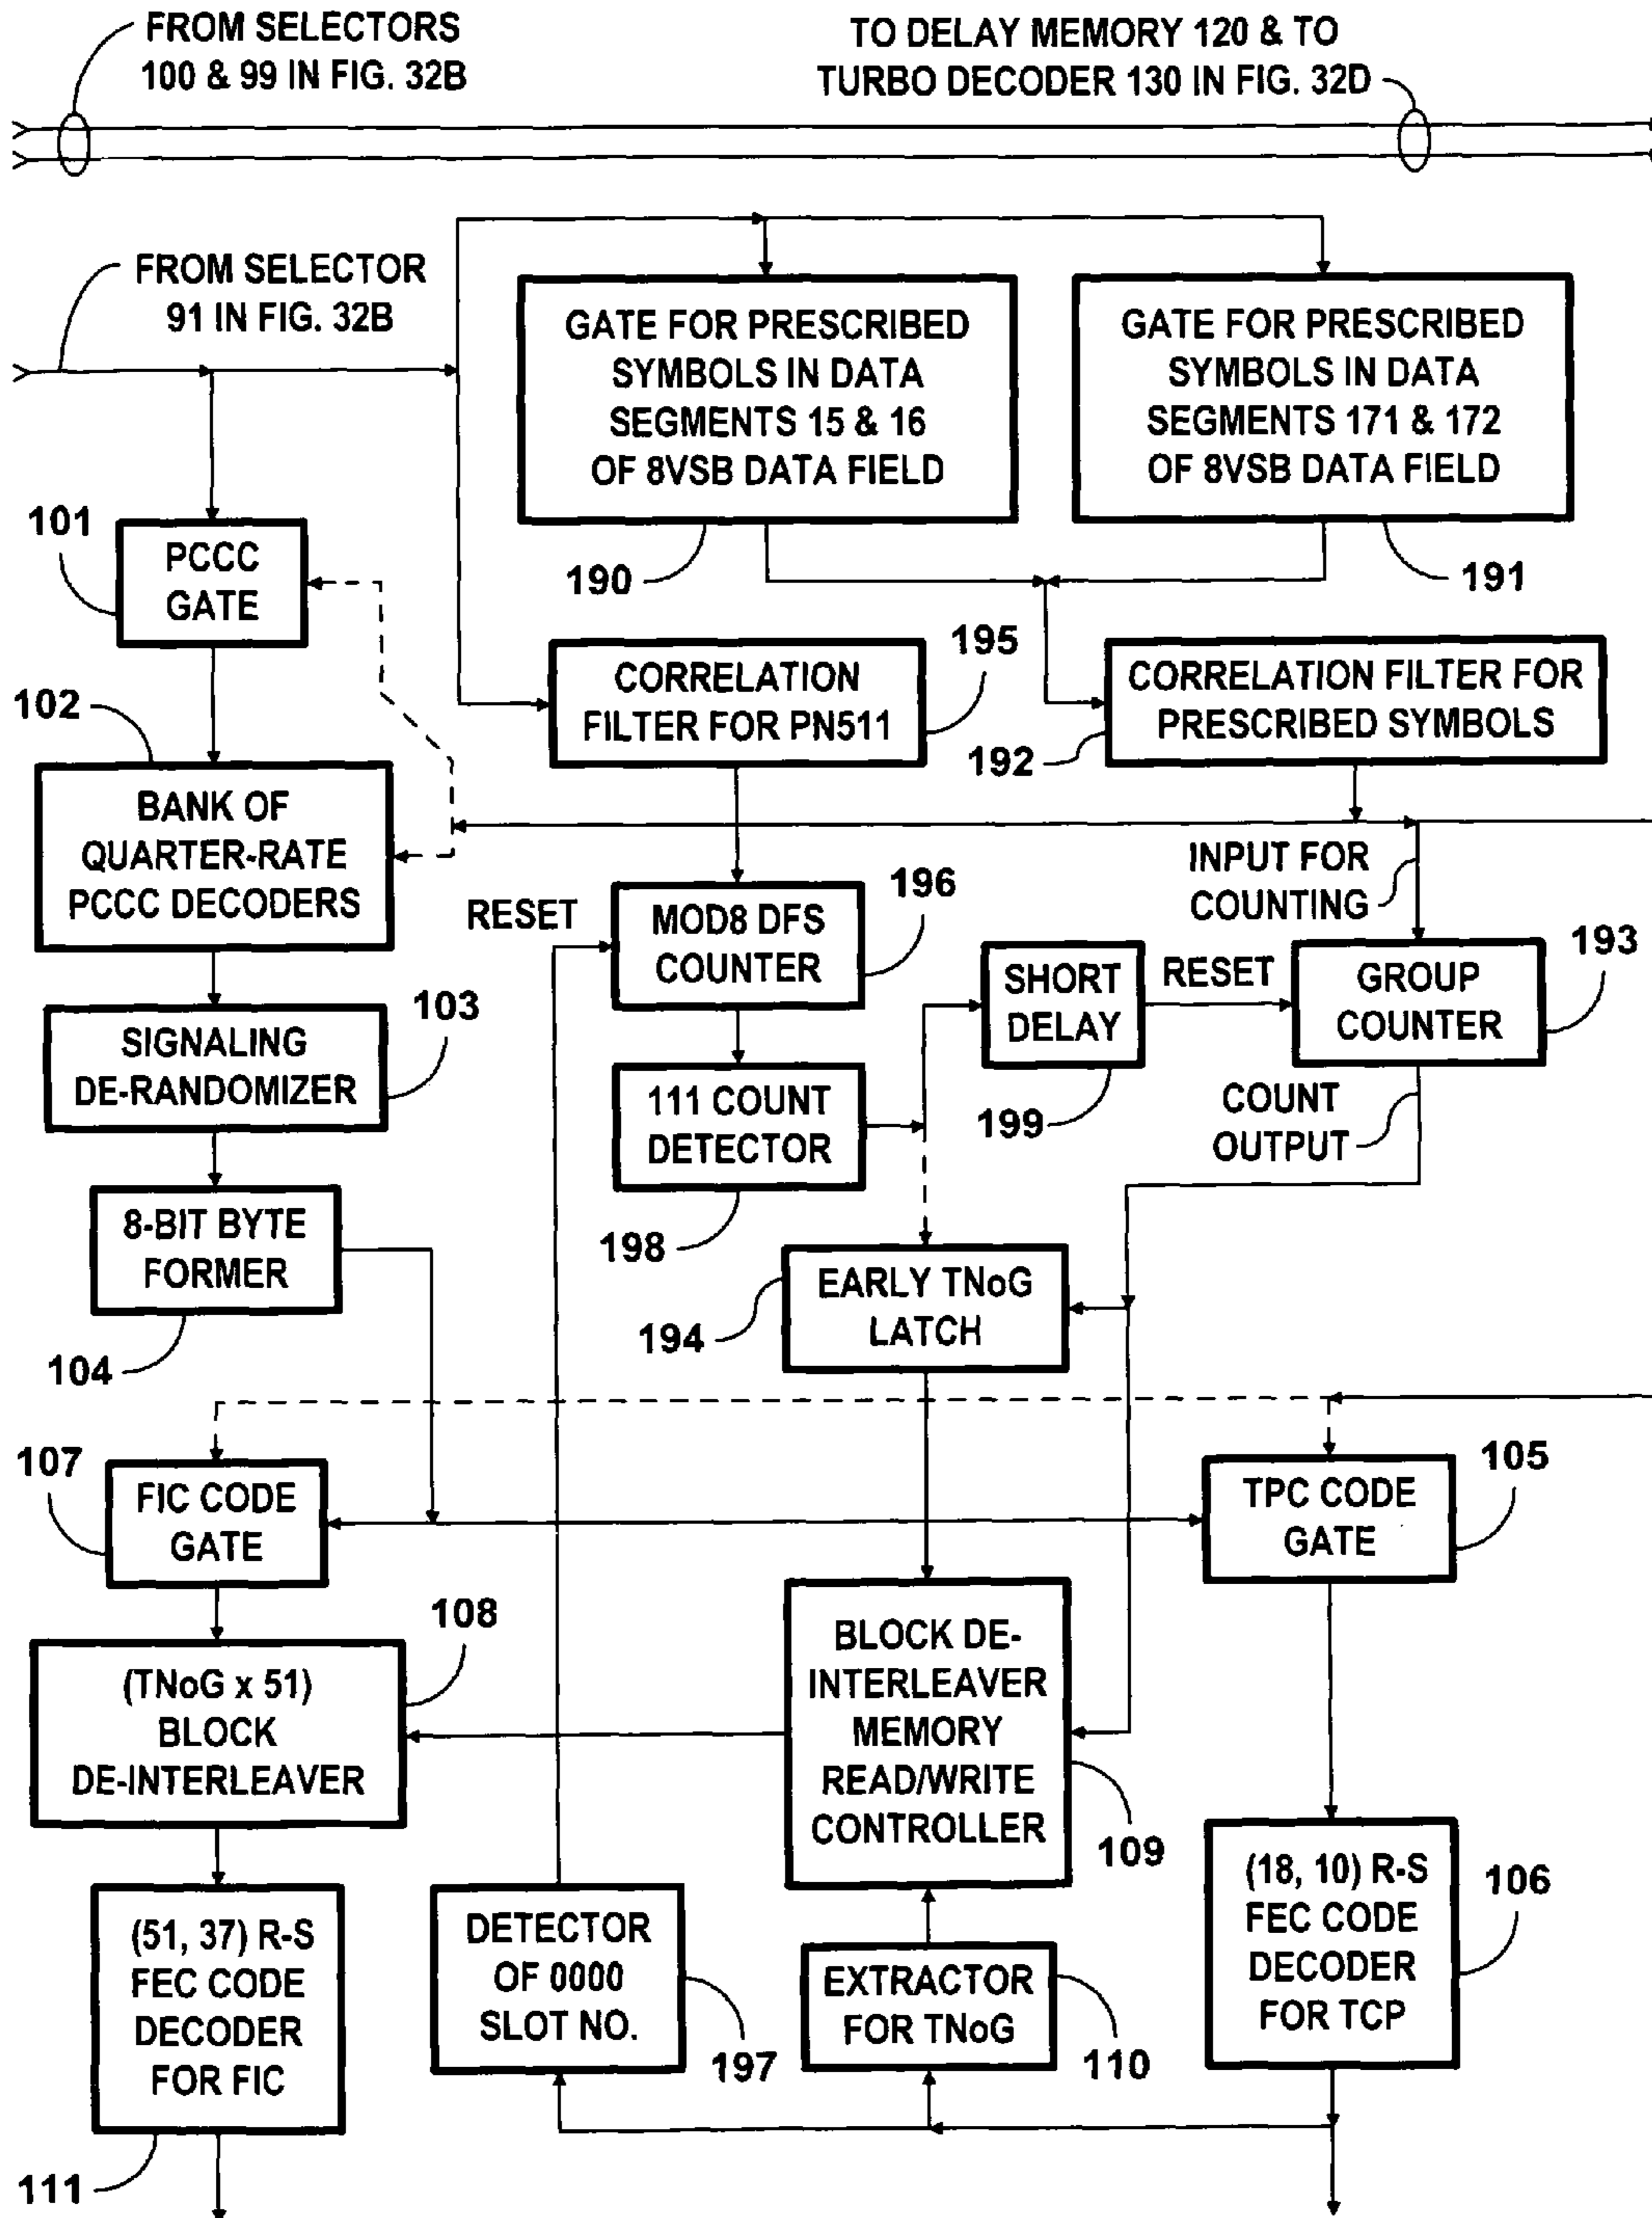 FROM SELECTORS
100 & 99 IN FIG. 32B
TO DELAY MEMORY 120 & TO
TURBO DECODER 130 IN FIG. 32D
FROM SELECTOR
91 IN FIG. 32B
GATE FOR PRESCRIBED
SYMBOLS IN DATA
SEGMENTS 15 & 16
OF 8VSB DATA FIELD
190
GATE FOR PRESCRIBED
SYMBOLS IN DATA
SEGMENTS 171 & 172
OF 8VSB DATA FIELD
191
101
PCCC
GATE
CORRELATION
FILTER FOR PN511
195
CORRELATION FILTER FOR
PRESCRIBED SYMBOLS
192
102
BANK OF
QUARTER-RATE
PCCC DECODERS
INPUT FOR
COUNTING
RESET
MOD8 DFS
COUNTER
196
SHORT
DELAY
199
RESET
GROUP
COUNTER
193
SIGNALING
DE-RANDOMIZER
103
111 COUNT
DETECTOR
198
COUNT
OUTPUT
8-BIT BYTE
FORMER
104
EARLY TNoG
LATCH
194
107
FIC CODE
GATE
TPC CODE
GATE
105
(TNoG x 51)
BLOCK
DE-INTERLEAVER
108
BLOCK DE-
INTERLEAVER
MEMORY
READ/WRITE
CONTROLLER
109
(18, 10) R-S
FEC CODE
DECODER
FOR TCP
106
(51, 37) R-S
FEC CODE
DECODER
FOR FIC
111
DETECTOR
OF 0000
SLOT NO.
197
EXTRACTOR
FOR TNoG
110